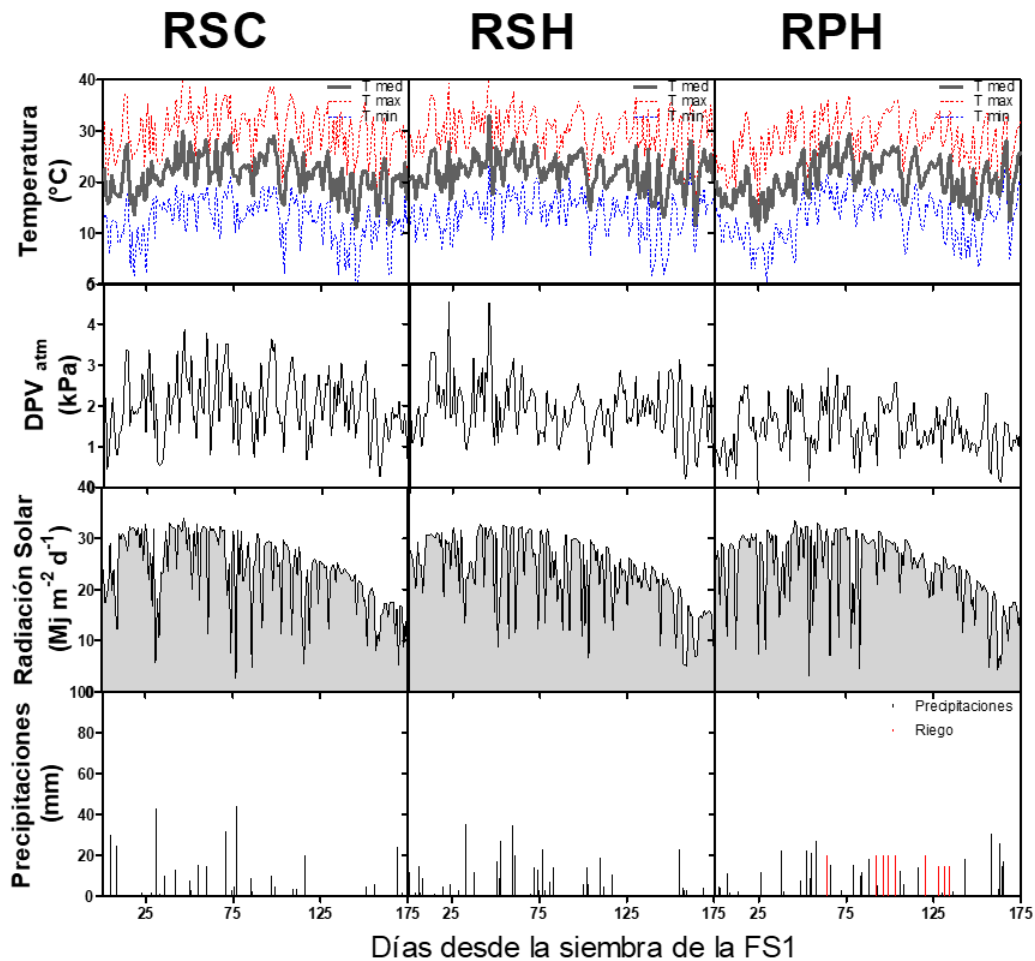 RSC RSH RPH
Temperatura
(°C)
40
30
20
10
T med
T max
T min
T med
T max
T min
T med
T max
T min
DPV atm
(kPa)
5
4
3
2
1
Radiación Solar
(Mj m-2 d-1)
40
30
20
10
Precipitaciones
(mm)
100
80
60
40
20
0
Precipitaciones
Riego
25 75 125 175 25 75 125 175 25 75 125 175
Días desde la siembra de la FS1